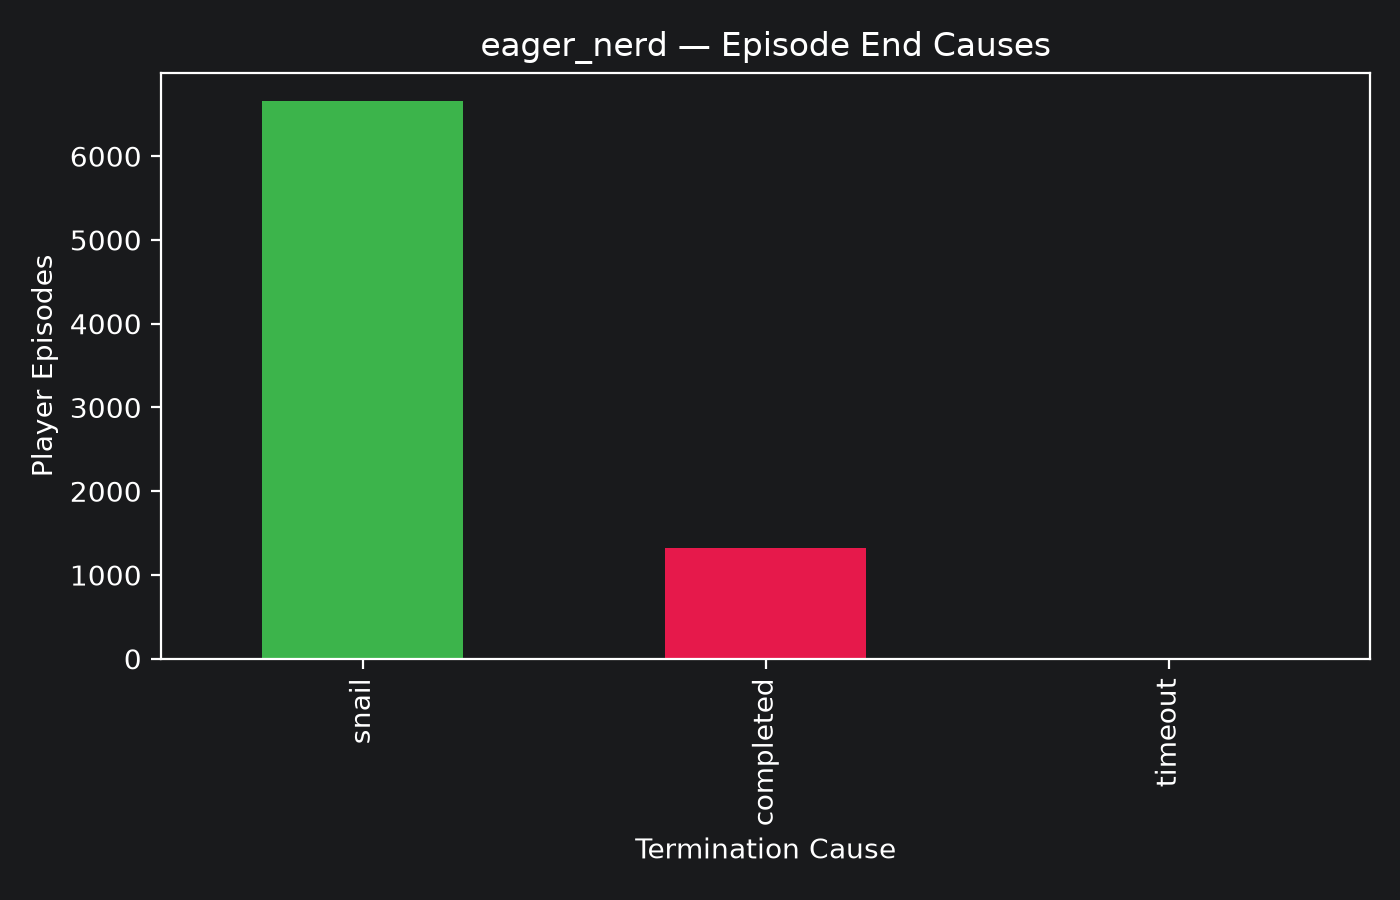 eager_nerd — Episode End Causes
Player Episodes
6000
5000
4000
3000
2000
1000
0
snail
completed
timeout
Termination Cause